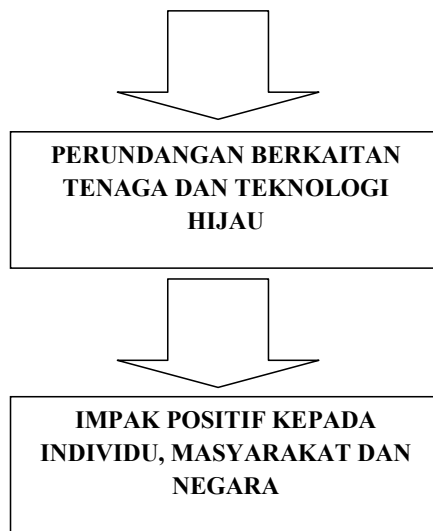 PERUNDANGAN BERKAITAN
TENAGA DAN TEKNOLOGI
HIJAU
IMPAK POSITIF KEPADA
INDIVIDU, MASYARAKAT DAN
NEGARA